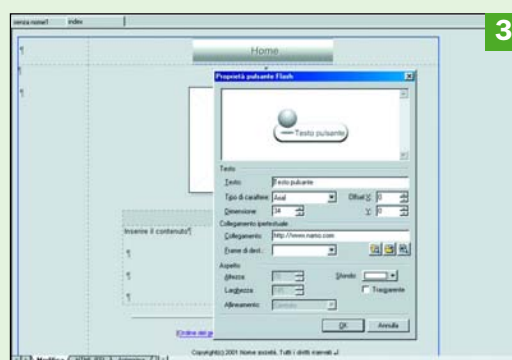 senza nome1 index
3
Home
Proprietà pulsante Flash
Testo pulsante
Testo
Testo: Testo pulsante
Tipo di carattere: Arial Offset X: 0
Dimensione: 34 Y: 0
Collegamento ipertestuale
Collegamento: http://www.namo.com
Frame di dest.:
Aspetto
Altezza: Sfondo:
Larghezza: Trasparente
Allineamento:
OK Annulla
Inserire il contenuto
Copyright(c) 2001 Nome società, Tutti i diritti riservati
Modifica HTML Anteprima